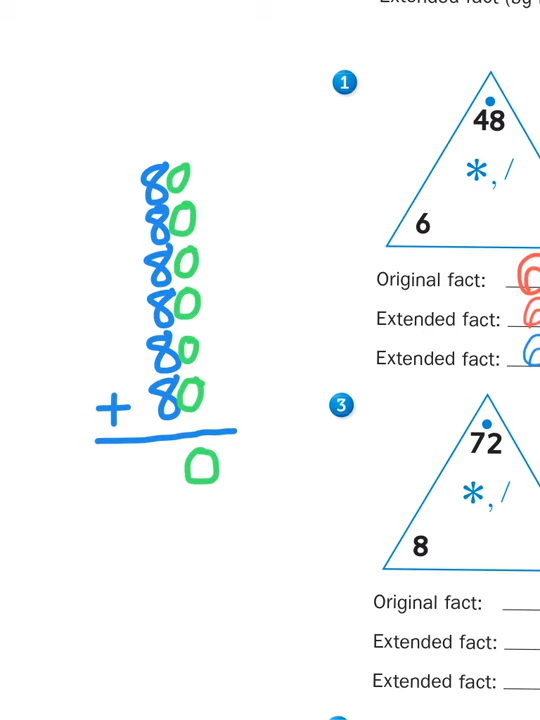 Extended fact (by
1
48
*, /
6
Original fact:
Extended fact:
Extended fact:
80
80
80
80
80
+ 80
0
3
72
*, /
8
Original fact:
Extended fact:
Extended fact: